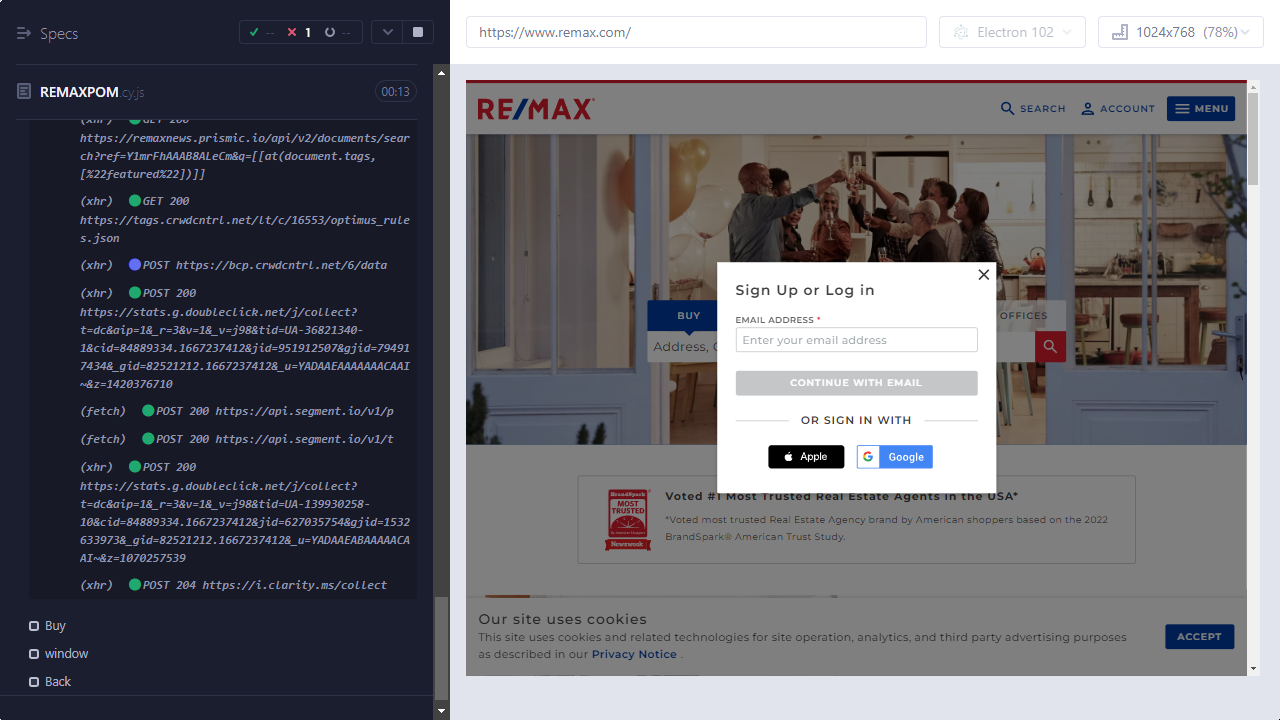 Specs
--
1
--
REMAXPOM.cy.js
00:13
(xhr) GET 200
https://remaxnews.prismic.io/api/v2/documents/sear
ch?ref=Y1mrFhAAAB8ALeCm&q=[[at(document.tags,
[%22featured%22])]]
(xhr) GET 200
https://tags.crwdcntrl.net/lt/c/16553/optimus_rule
s.json
(xhr) POST https://bcp.crwdcntrl.net/6/data
(xhr) POST 200
https://stats.g.doubleclick.net/j/collect?
t=dc&aip=1&_r=3&v=1&_v=j98&tid=UA-36821340-
1&cid=84889334.1667237412&jid=951912507&gjid=79491
7434&_gid=82521212.1667237412&_u=YADAAEAAAAAAACAAI
~&z=1420376710
(fetch) POST 200 https://api.segment.io/v1/p
(fetch) POST 200 https://api.segment.io/v1/t
(xhr) POST 200
https://stats.g.doubleclick.net/j/collect?
t=dc&aip=1&_r=3&v=1&_v=j98&tid=UA-139930258-
10&cid=84889334.1667237412&jid=627035754&gjid=1532
633973&_gid=82521212.1667237412&_u=YADAAEABAAAAACA
AI~&z=1070257539
(xhr) POST 204 https://i.clarity.ms/collect
Buy
window
Back
https://www.remax.com/
Electron 102
1024x768 (78%)
RE/MAX
SEARCH
ACCOUNT
MENU
BUY
OFFICES
Address, C
Sign Up or Log in
EMAIL ADDRESS *
Enter your email address
CONTINUE WITH EMAIL
OR SIGN IN WITH
Apple
Google
BrandSpark
MOST
TRUSTED
Newsweek
Voted #1 Most Trusted Real Estate Agents in the USA*
*Voted most trusted Real Estate Agency brand by American shoppers based on the 2022
BrandSpark® American Trust Study.
Our site uses cookies
This site uses cookies and related technologies for site operation, analytics, and third party advertising purposes
as described in our Privacy Notice .
ACCEPT